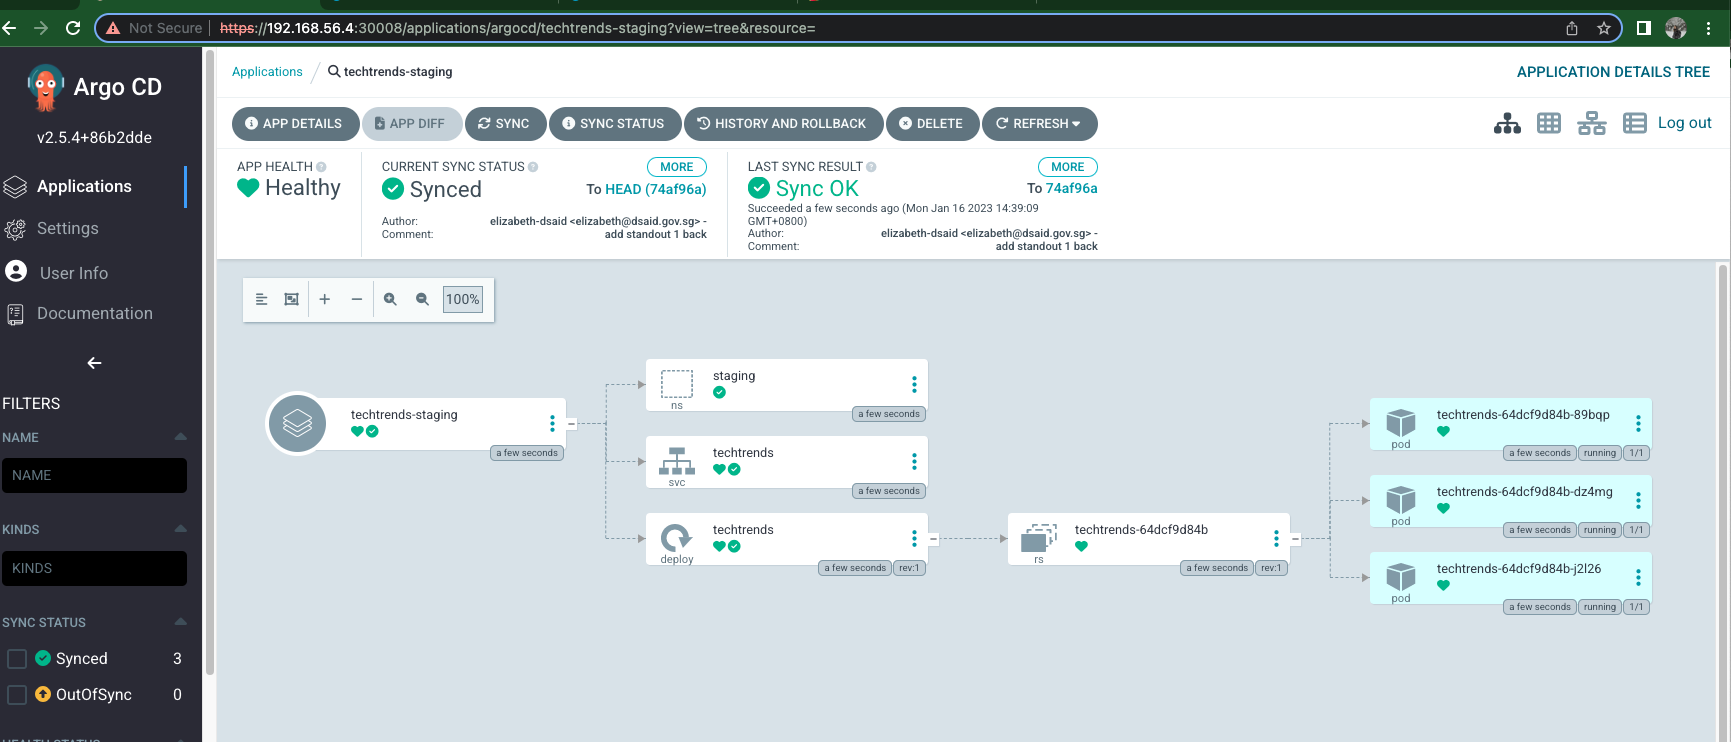 Not Secure | https://192.168.56.4:30008/applications/argocd/techtrends-staging?view=tree&resource=
Argo CD
v2.5.4+86b2dde
Applications
Settings
User Info
Documentation
FILTERS
NAME
NAME
KINDS
KINDS
SYNC STATUS
Synced 3
OutOfSync 0
HEALTH STATUS
Applications / techtrends-staging
APPLICATION DETAILS TREE
APP DETAILS APP DIFF SYNC SYNC STATUS HISTORY AND ROLLBACK DELETE REFRESH
Log out
APP HEALTH
Healthy
CURRENT SYNC STATUS MORE
Synced To HEAD (74af96a)
Author: elizabeth-dsaid <elizabeth@dsaid.gov.sg> -
Comment: add standout 1 back
LAST SYNC RESULT MORE
Sync OK To 74af96a
Succeeded a few seconds ago (Mon Jan 16 2023 14:39:09
GMT+0800)
Author: elizabeth-dsaid <elizabeth@dsaid.gov.sg> -
Comment: add standout 1 back
100%
techtrends-staging
a few seconds
staging
ns
a few seconds
techtrends
svc
a few seconds
techtrends
deploy
a few seconds rev:1
techtrends-64dcf9d84b
rs
a few seconds rev:1
techtrends-64dcf9d84b-89bqp
pod
a few seconds running 1/1
techtrends-64dcf9d84b-dz4mg
pod
a few seconds running 1/1
techtrends-64dcf9d84b-j2l26
pod
a few seconds running 1/1